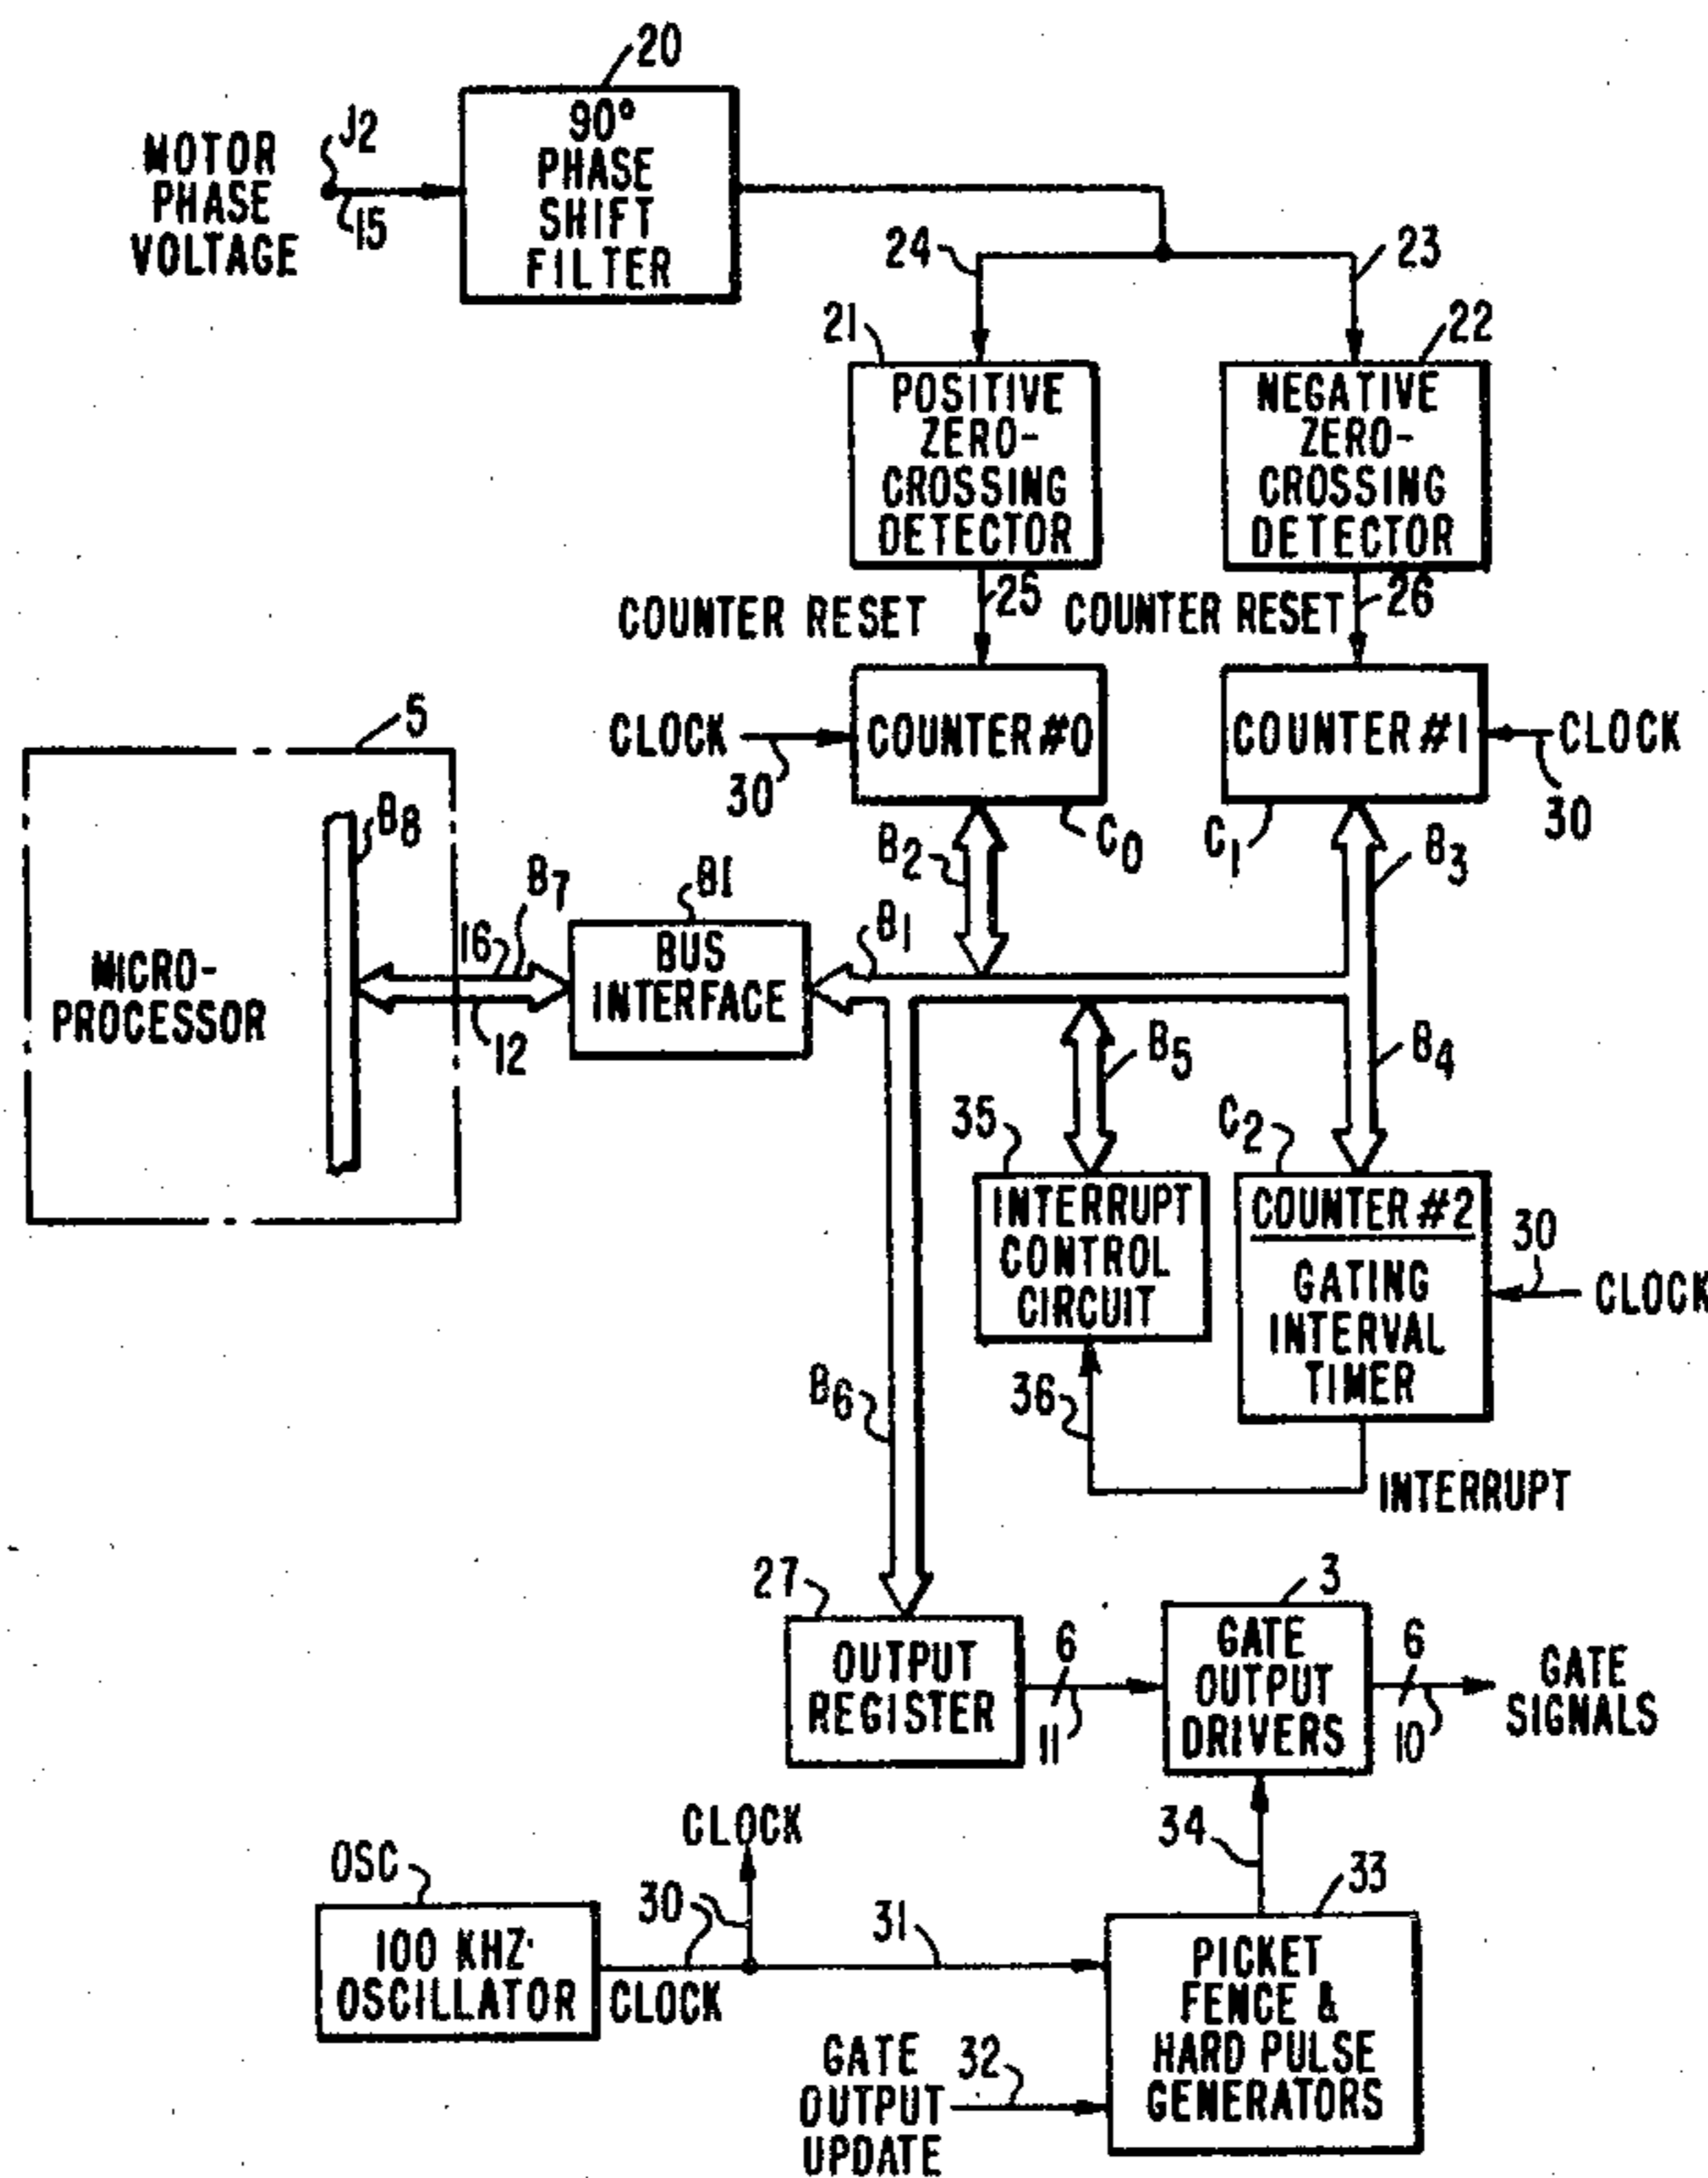 20
90°
PHASE
SHIFT
FILTER
J2
MOTOR
PHASE
VOLTAGE
15
24
23
21
22
POSITIVE
ZERO-
CROSSING
DETECTOR
NEGATIVE
ZERO-
CROSSING
DETECTOR
COUNTER RESET
25
COUNTER RESET
26
5
CLOCK
30
COUNTER #0
COUNTER #1
CLOCK
30
B8
B2
C0
C1
B3
B7
BI
B1
16
MICRO-
PROCESSOR
12
BUS
INTERFACE
B5
B4
35
C2
INTERRUPT
CONTROL
CIRCUIT
COUNTER #2
GATING
INTERVAL
TIMER
30
CLOCK
B6
36
INTERRUPT
27
3
OUTPUT
REGISTER
6
11
GATE
OUTPUT
DRIVERS
6
10
GATE
SIGNALS
CLOCK
34
OSC
30
31
33
100 KHZ
OSCILLATOR
CLOCK
PICKET
FENCE &
HARD PULSE
GENERATORS
GATE
OUTPUT
UPDATE
32